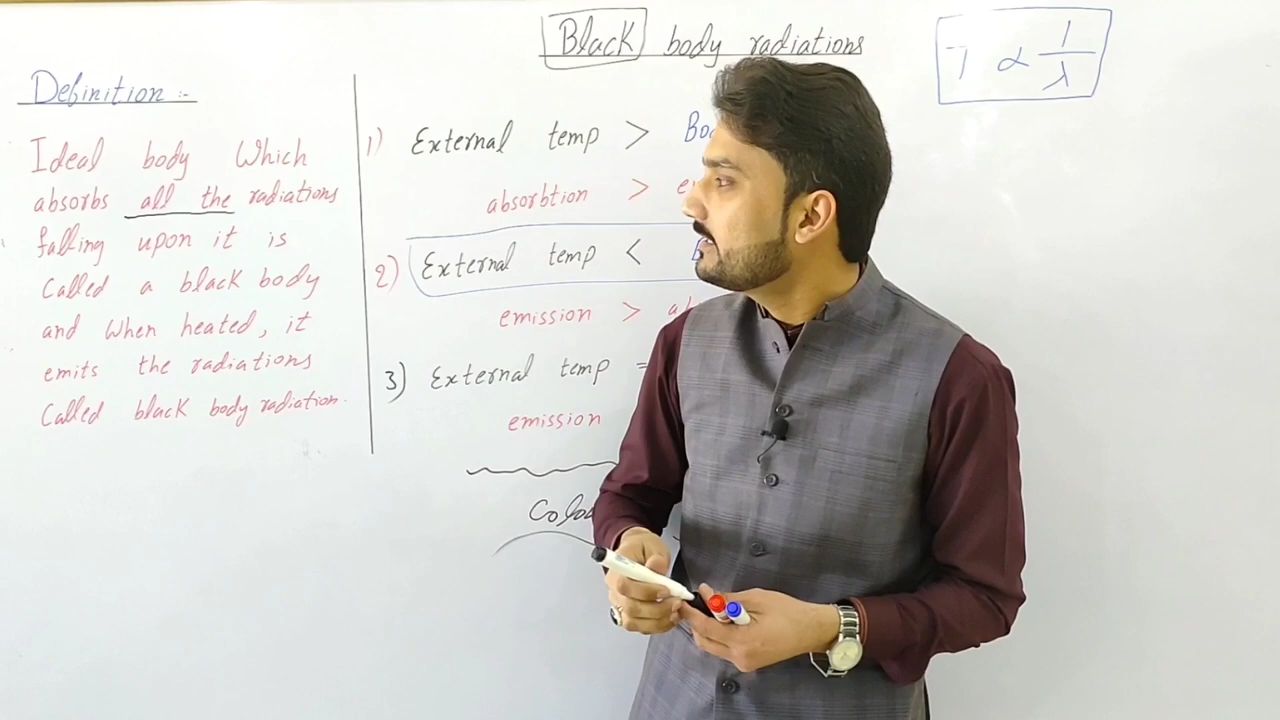 Black body radiations
T ∝ 1/λ
Definition :-
Ideal body Which
absorbs all the radiations
falling upon it is
Called a black body
and when heated, it
emits the radiations
Called black body radiation.
1) External temp >
absorbtion >
2) External temp <
emission >
3) External temp =
emission